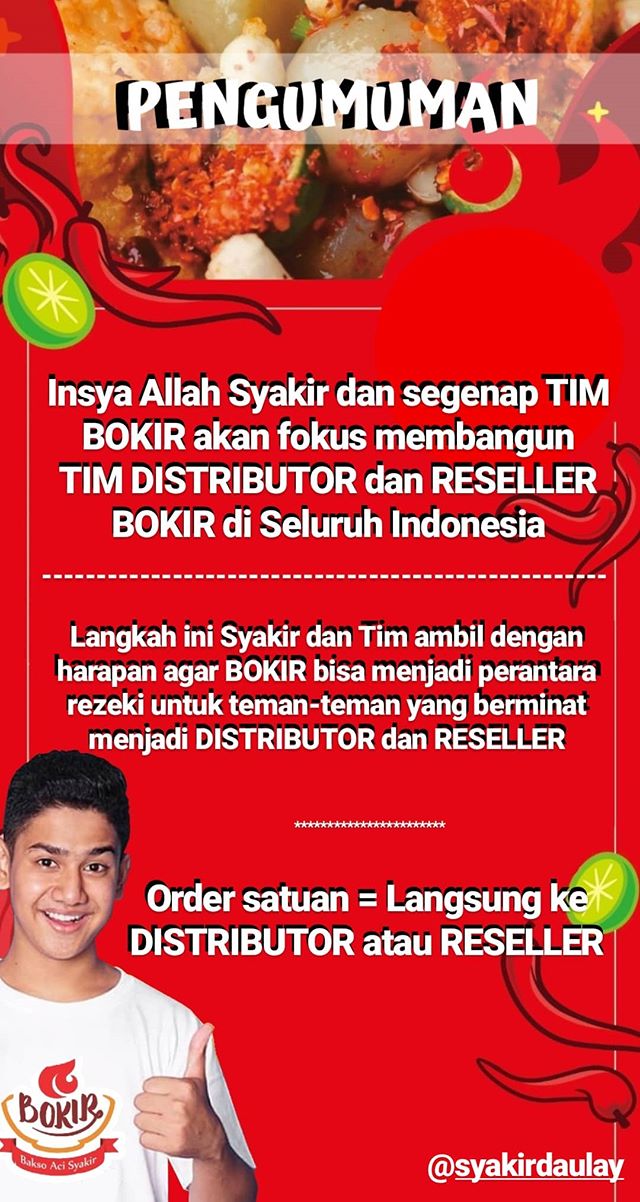 PENGUMUMAN
Insya Allah Syakir dan segenap TIM
BOKIR akan fokus membangun
TIM DISTRIBUTOR dan RESELLER
BOKIR di Seluruh Indonesia
------------------------------------------------------
Langkah ini Syakir dan Tim ambil dengan
harapan agar BOKIR bisa menjadi perantara
rezeki untuk teman-teman yang berminat
menjadi DISTRIBUTOR dan RESELLER
***********************
Order satuan = Langsung ke
DISTRIBUTOR atau RESELLER
BOKIR
Bakso Aci Syakir
@syakirdaulay